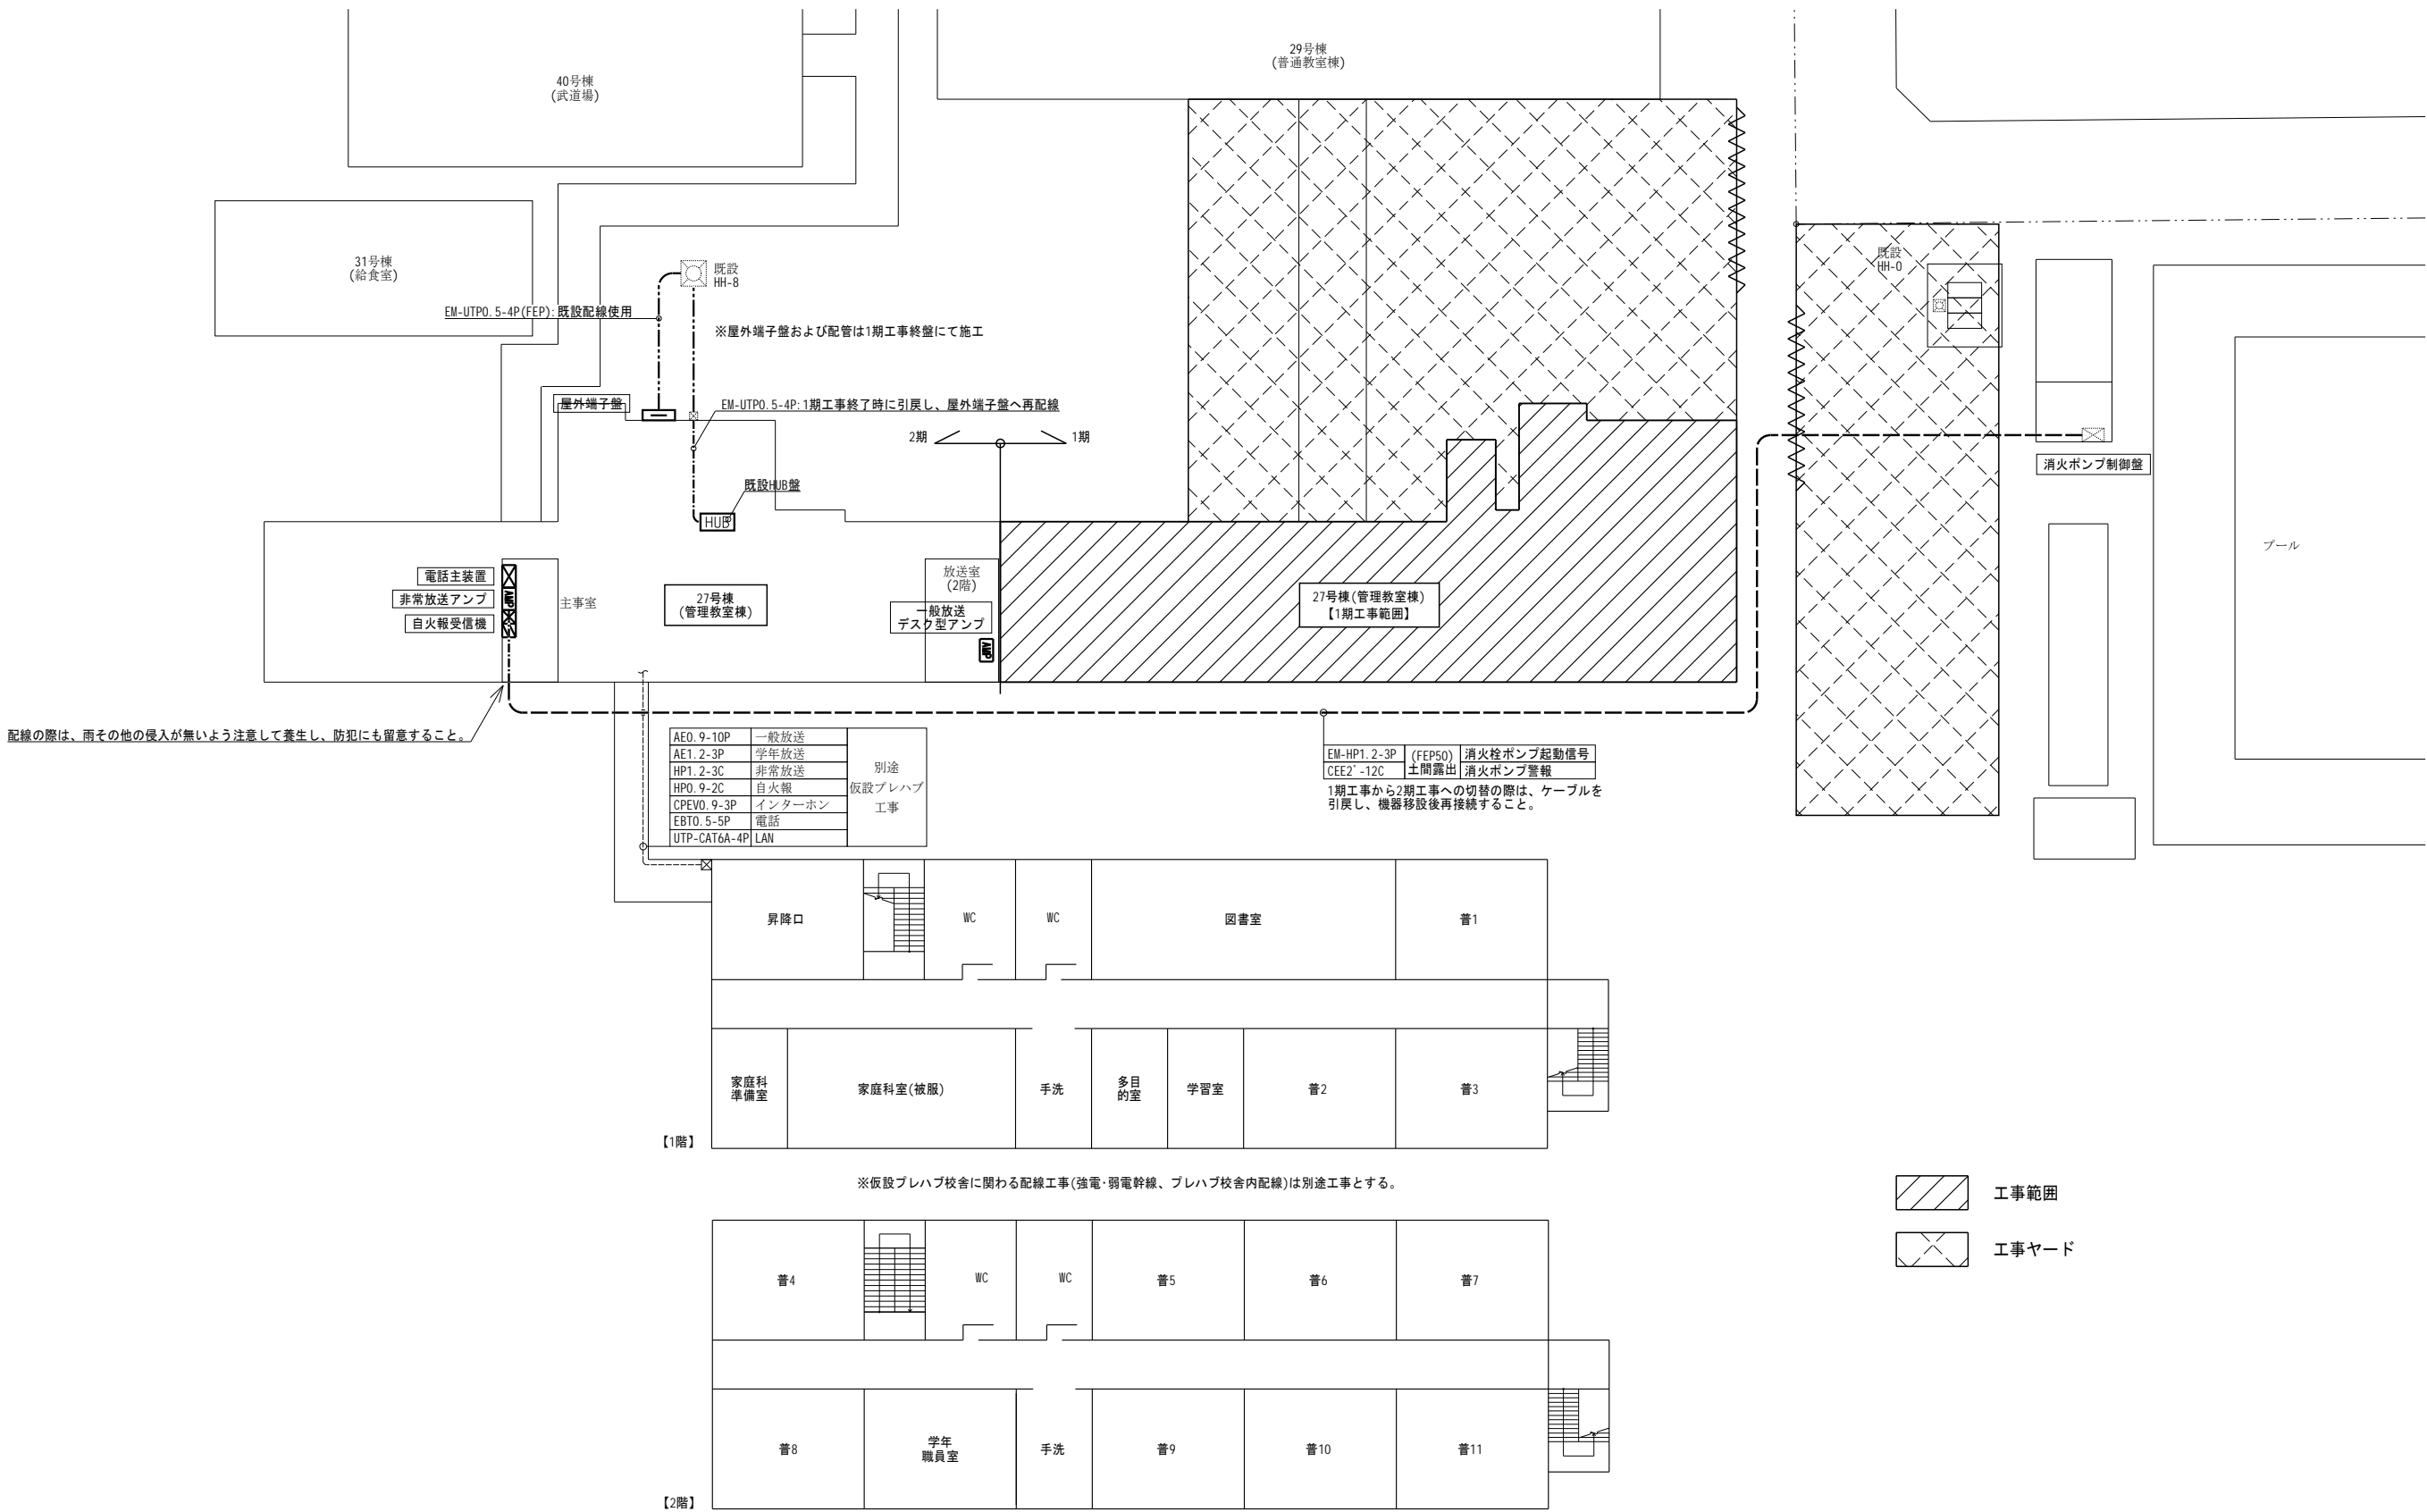 29号棟
(普通教室棟)
40号棟
(武道場)
31号棟
(給食室)
既設
HH-8
既設
HH-0
EM-UTP0.5-4P(FEP):既設配線使用
※屋外端子盤および配管は1期工事終盤にて施工
屋外端子盤
EM-UTP0.5-4P:1期工事終了時に引戻し、屋外端子盤へ再配線
2期
1期
既設HUB盤
HUB
消火ポンプ制御盤
プール
電話主装置
非常放送アンプ
自火報受信機
AMP
主事室
27号棟
(管理教室棟)
放送室
(2階)
一般放送
デスク型アンプ
AMP
27号棟(管理教室棟)
【1期工事範囲】
配線の際は、雨その他の侵入が無いよう注意して養生し、防犯にも留意すること。
AE0.9-10P 一般放送
AE1.2-3P 学年放送
HP1.2-3C 非常放送
HP0.9-2C 自火報
CPEV0.9-3P インターホン
EBT0.5-5P 電話
UTP-CAT6A-4P LAN
別途
仮設プレハブ
工事
EM-HP1.2-3P (FEP50) 消火栓ポンプ起動信号
CEE2゜-12C 土間露出 消火ポンプ警報
1期工事から2期工事への切替の際は、ケーブルを
引戻し、機器移設後再接続すること。
昇降口
WC
WC
図書室
普1
家庭科
準備室
家庭科室(被服)
手洗
多目
的室
学習室
普2
普3
【1階】
※仮設プレハブ校舎に関わる配線工事(強電・弱電幹線、プレハブ校舎内配線)は別途工事とする。
工事範囲
工事ヤード
普4
WC
WC
普5
普6
普7
普8
学年
職員室
手洗
普9
普10
普11
【2階】